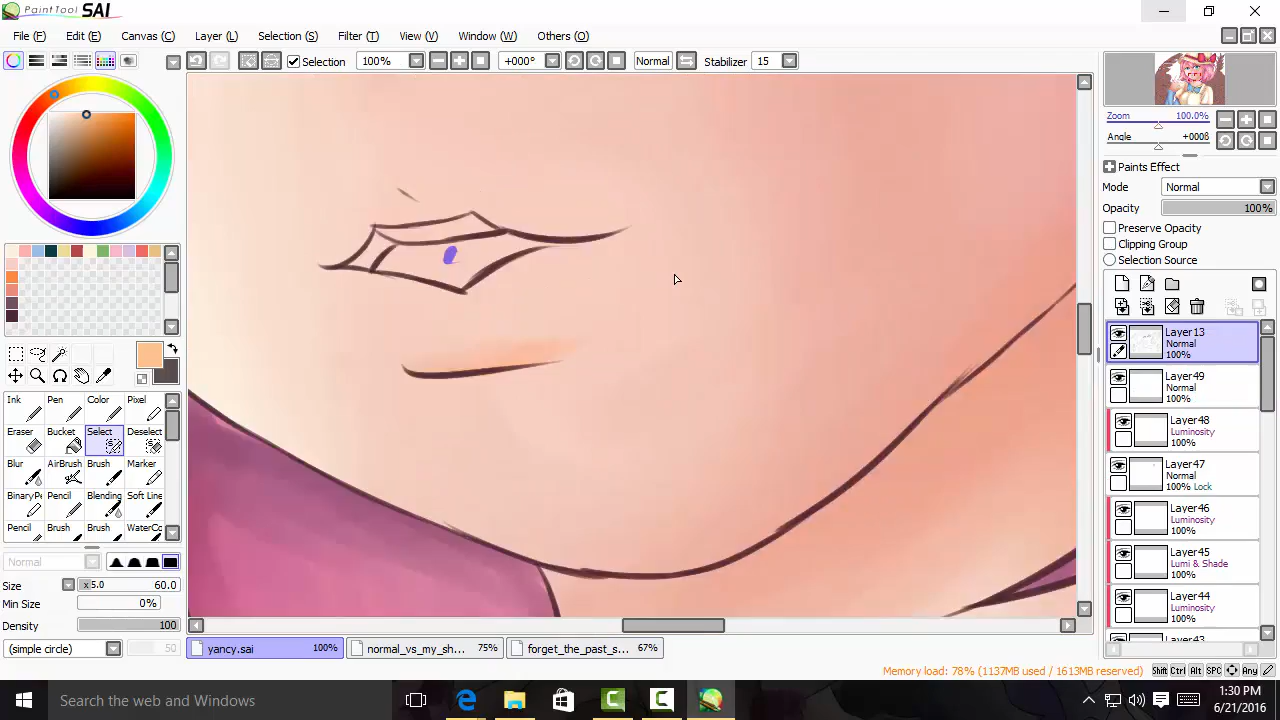 PaintTool SAI
File (F) Edit (E) Canvas (C) Layer (L) Selection (S) Filter (T) View (V) Window (W) Others (O)
Selection 100% +000° Normal Stabilizer 15
Zoom 100.0%
Angle +000ß
Paints Effect
Mode Normal
Opacity 100%
Preserve Opacity
Clipping Group
Selection Source
Layer13
Normal
100%
Layer49
Normal
100%
Layer48
Luminosity
100%
Layer47
Normal
100% Lock
Layer46
Luminosity
100%
Layer45
Lumi & Shade
100%
Layer44
Luminosity
100%
Layer43
Ink Pen Color Pixel
Eraser Bucket Select Deselect
Blur AirBrush Brush Marker
BinaryPe Pencil Blending Soft Line
Pencil Brush Brush WaterCo
Normal
Size x5.0 60.0
Min Size 0%
Density 100
(simple circle) 50
yancy.sai 100% normal_vs_my_sh... 75% forget_the_past_s... 67%
Memory load: 78% (1137MB used / 1613MB reserved) Shift Ctrl Alt SPC Any
Search the web and Windows
1:30 PM
6/21/2016